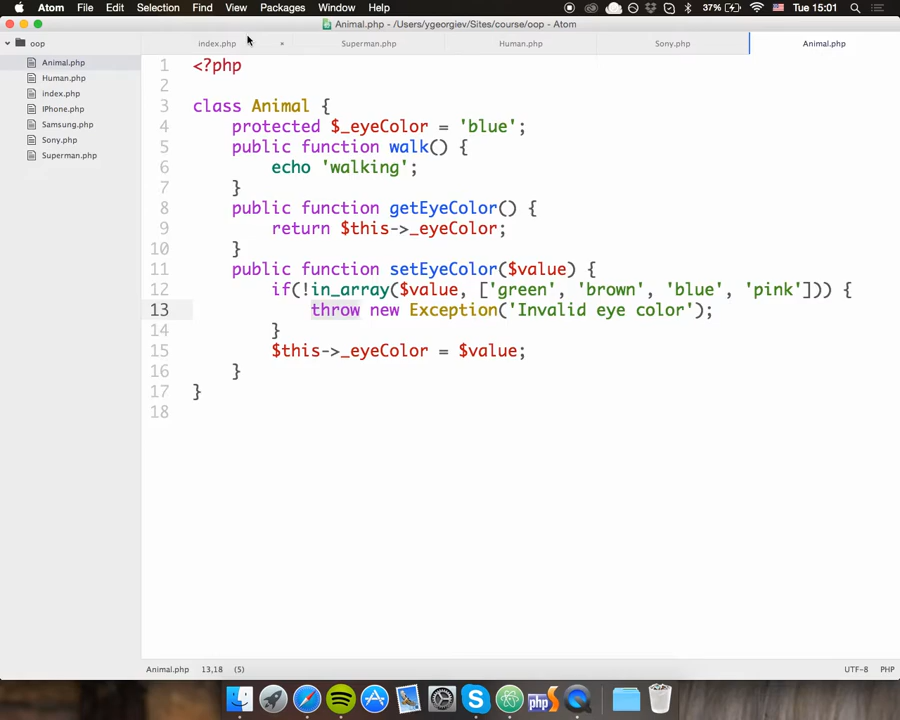 Atom File Edit Selection Find View Packages Window Help 37% Tue 15:01
Animal.php - /Users/ygeorgiev/Sites/course/oop - Atom
oop
Animal.php
Human.php
index.php
IPhone.php
Samsung.php
Sony.php
Superman.php
index.php Superman.php Human.php Sony.php Animal.php
1 <?php
2
3 class Animal {
4 protected $_eyeColor = 'blue';
5 public function walk() {
6 echo 'walking';
7 }
8 public function getEyeColor() {
9 return $this->_eyeColor;
10 }
11 public function setEyeColor($value) {
12 if(!in_array($value, ['green', 'brown', 'blue', 'pink'])) {
13 throw new Exception('Invalid eye color');
14 }
15 $this->_eyeColor = $value;
16 }
17 }
18
Animal.php 13,18 (5) UTF-8 PHP
php